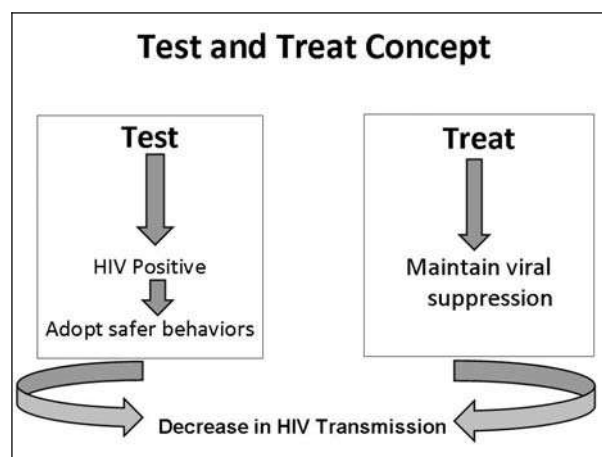 Test and Treat Concept
Test
HIV Positive
Adopt safer behaviors
Treat
Maintain viral
suppression
Decrease in HIV Transmission